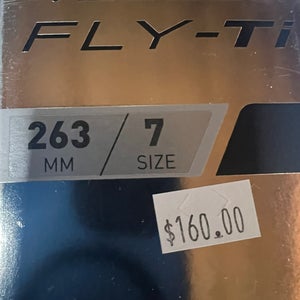 FLY-Ti
263 / 7
MM SIZE
$160.00